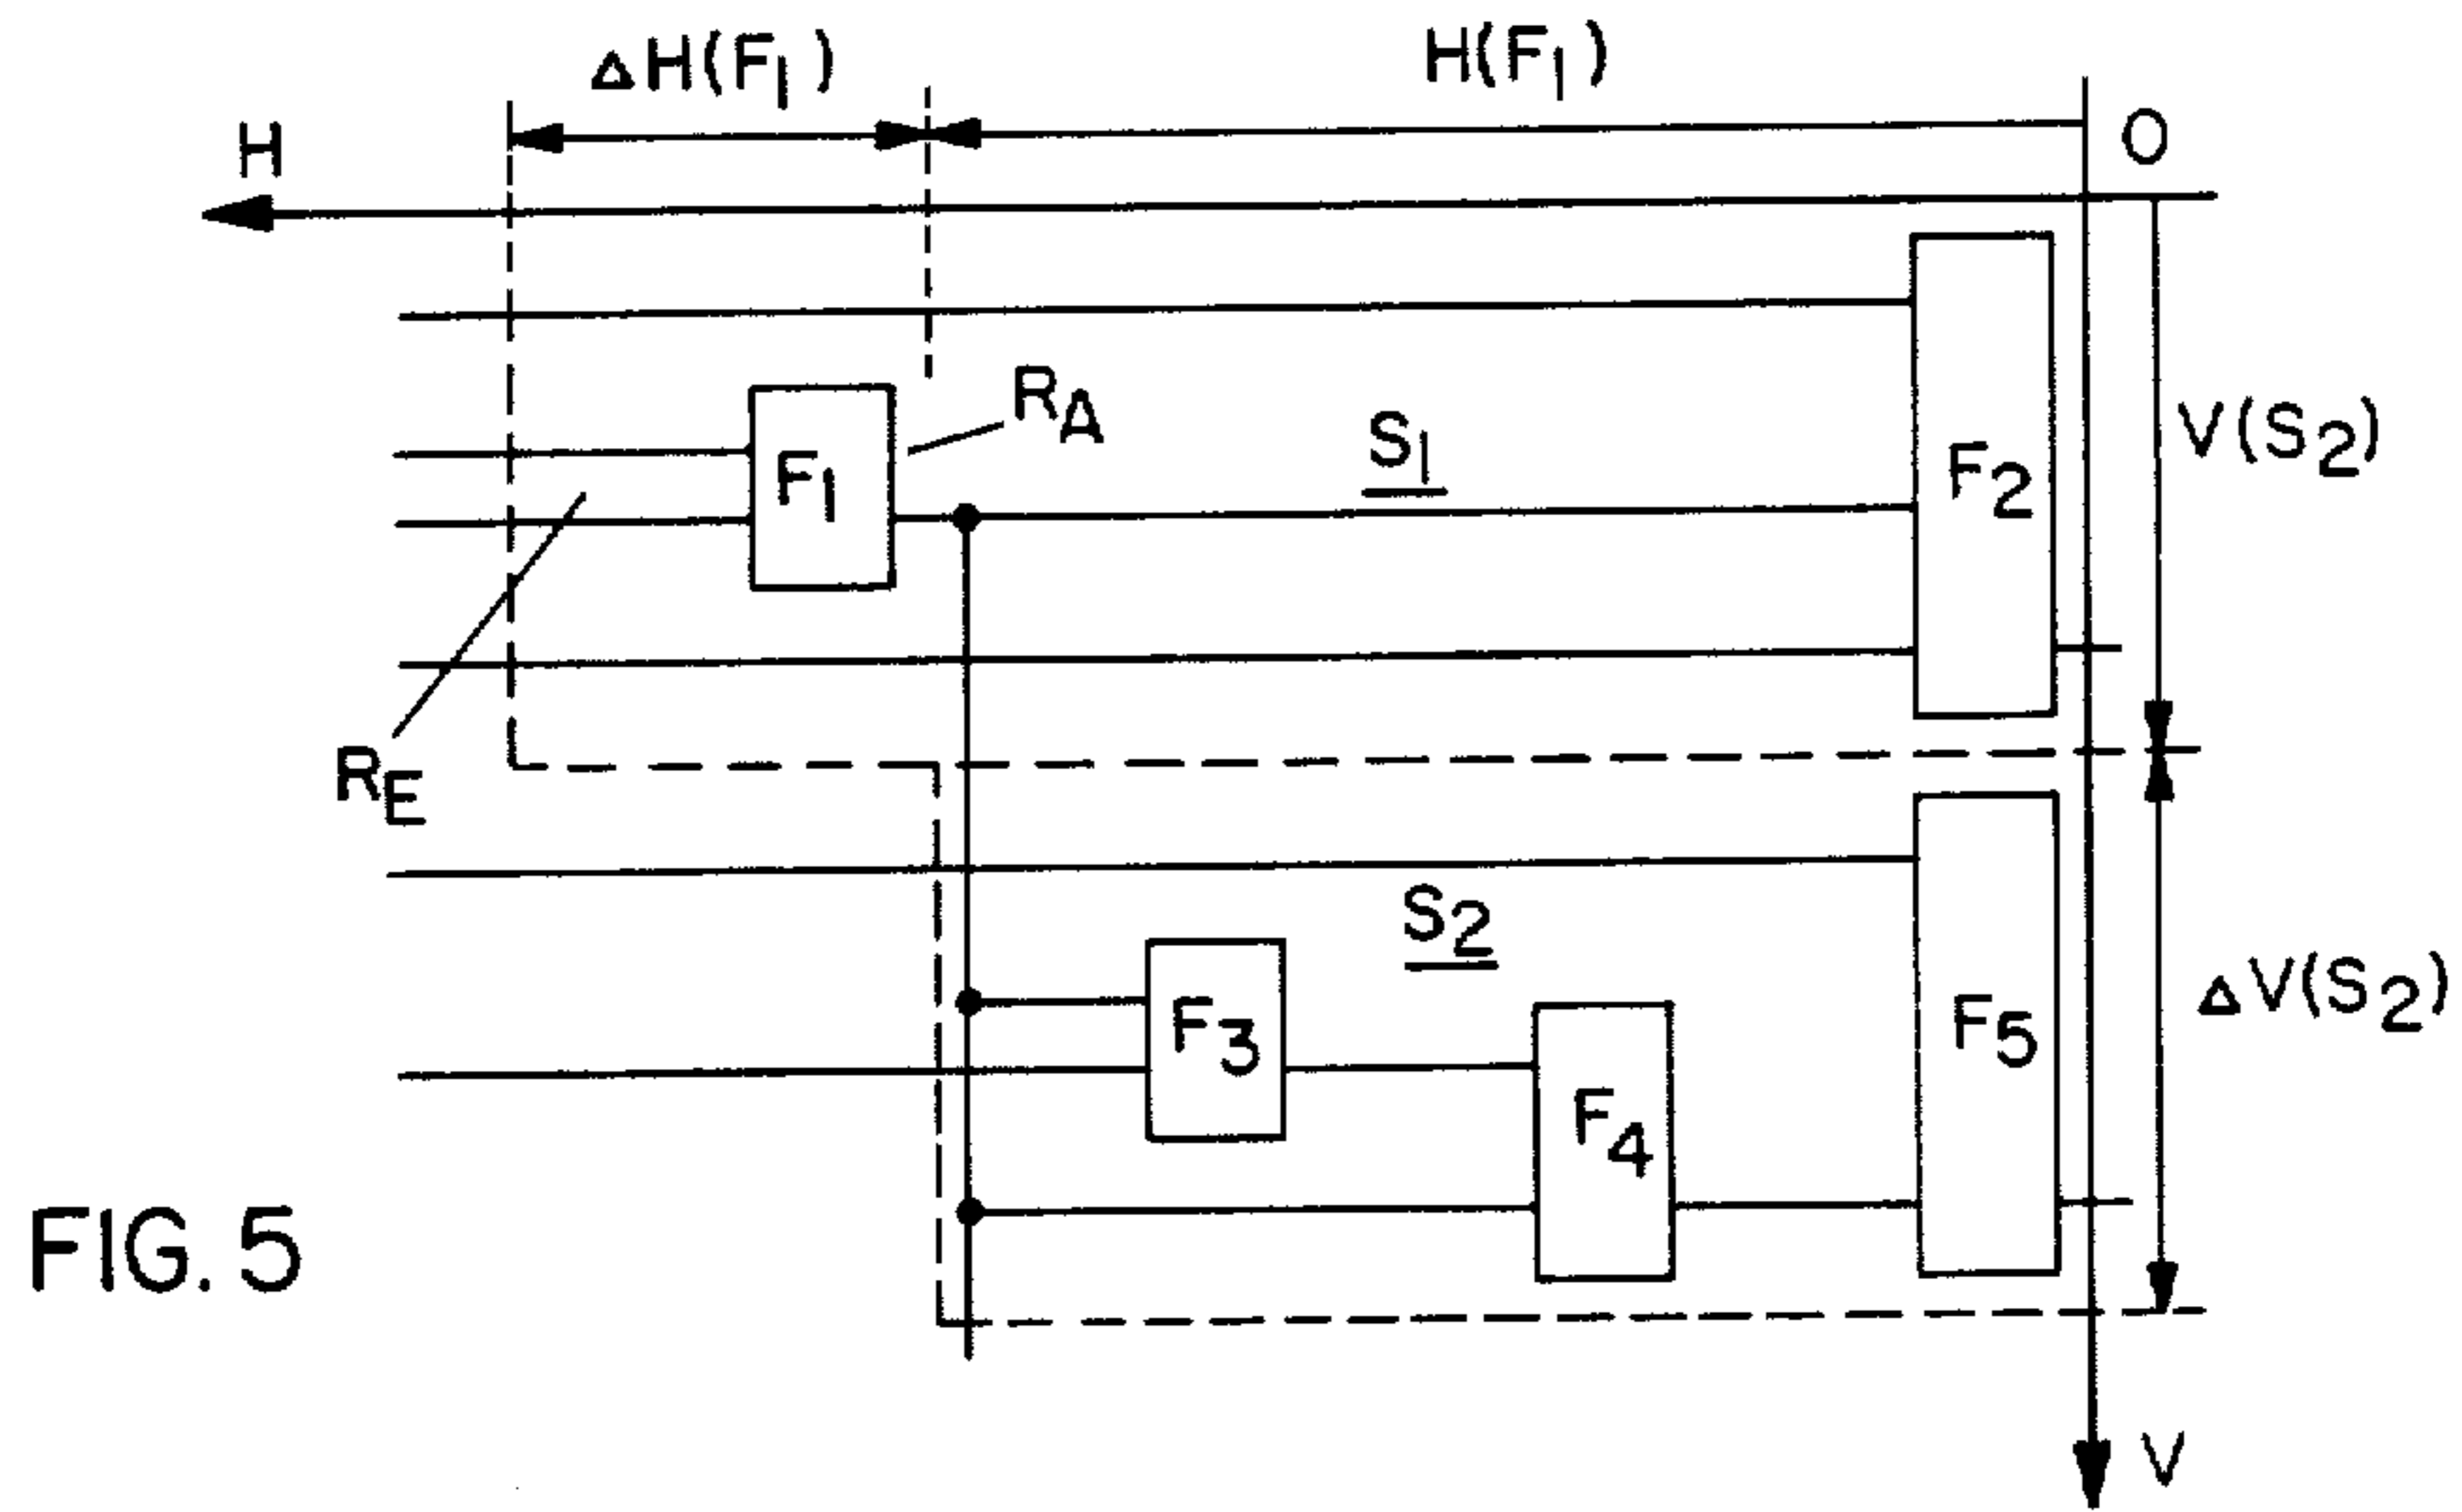 ΔH(F1)
H(F1)
H
O
RA
S1
F1
F2
V(S2)
RE
S2
F3
F4
F5
ΔV(S2)
FIG. 5
V